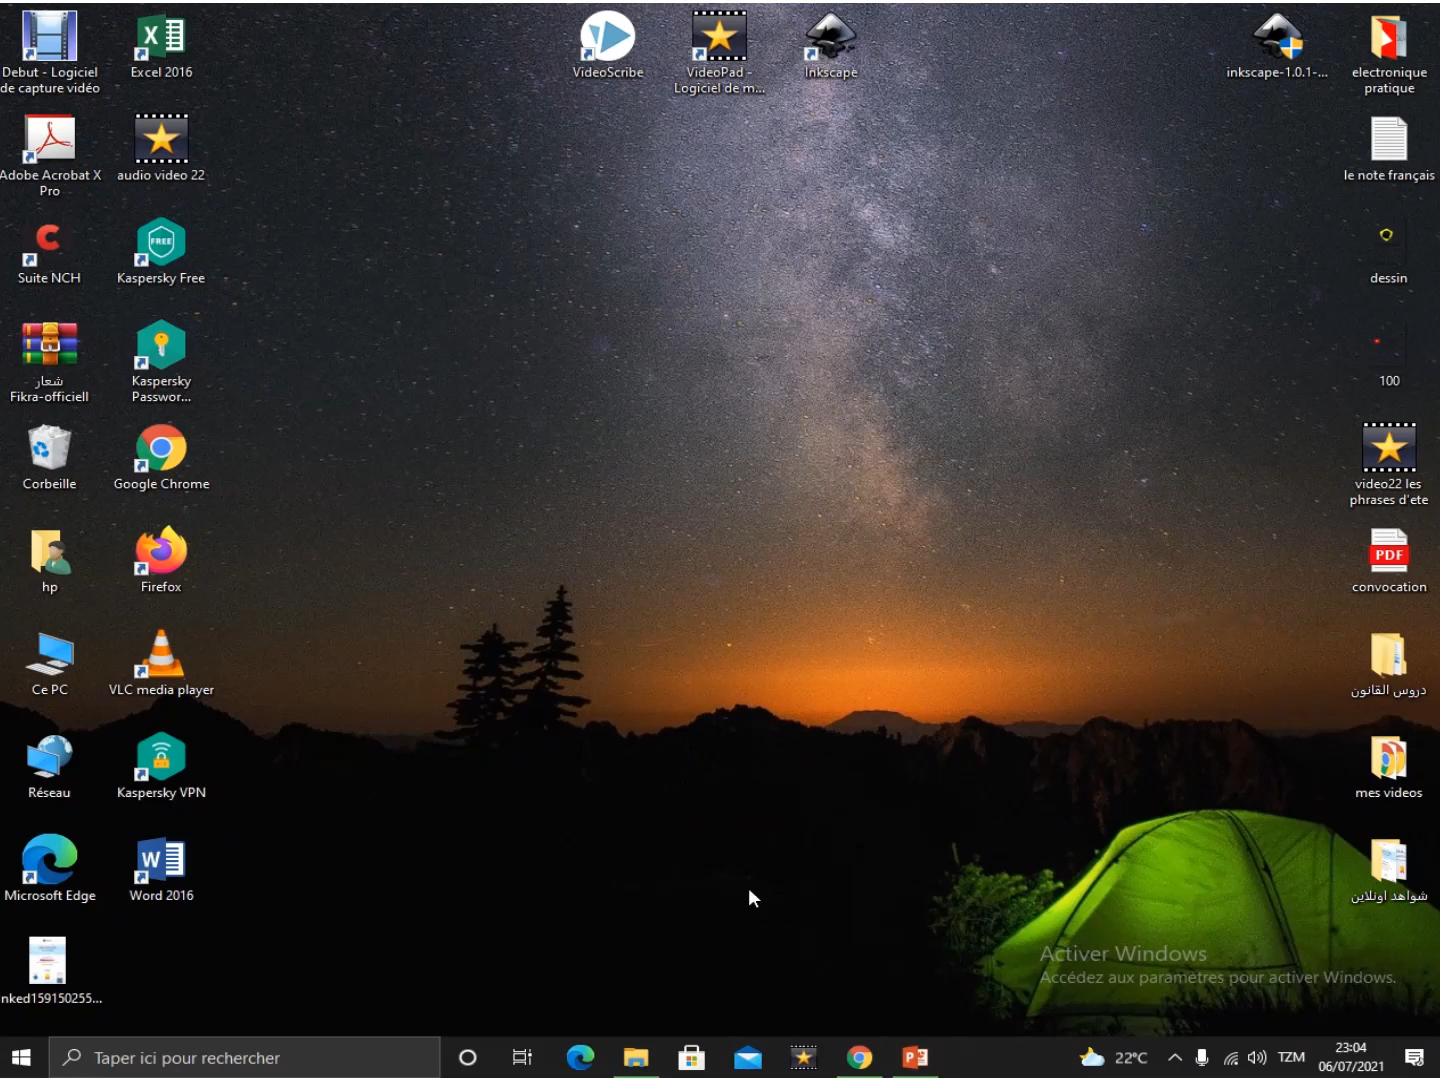 Debut - Logiciel
de capture vidéo
Excel 2016
VideoScribe
VideoPad -
Logiciel de m...
Inkscape
inkscape-1.0.1-...
electronique
pratique
Adobe Acrobat X
Pro
audio video 22
le note français
Suite NCH
FREE
Kaspersky Free
dessin
شعار
Fikra-officiell
Kaspersky
Passwor...
100
Corbeille
Google Chrome
video22 les
phrases d'ete
hp
Firefox
PDF
convocation
Ce PC
VLC media player
دروس القانون
Réseau
Kaspersky VPN
mes videos
Microsoft Edge
Word 2016
شواهد اونلاين
Activer Windows
Accédez aux paramètres pour activer Windows.
nked159150255...
Taper ici pour rechercher
22°C
TZM
23:04
06/07/2021